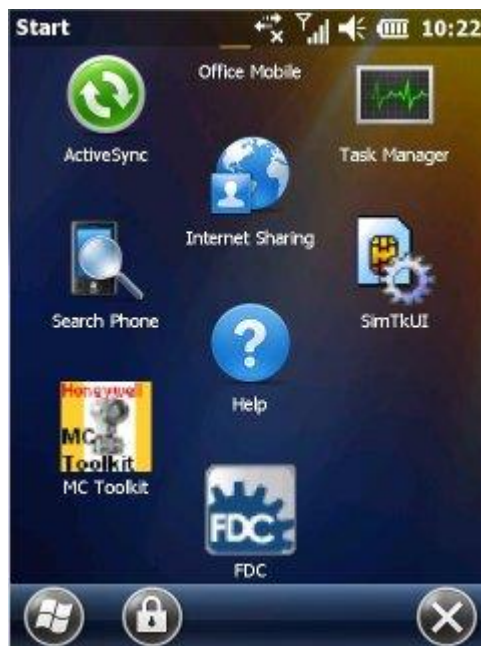 Start 10:22
Office Mobile
ActiveSync
Task Manager
Internet Sharing
Search Phone
SimTkUI
Help
Honeywell
MC
Toolkit
MC Toolkit
FDC
FDC